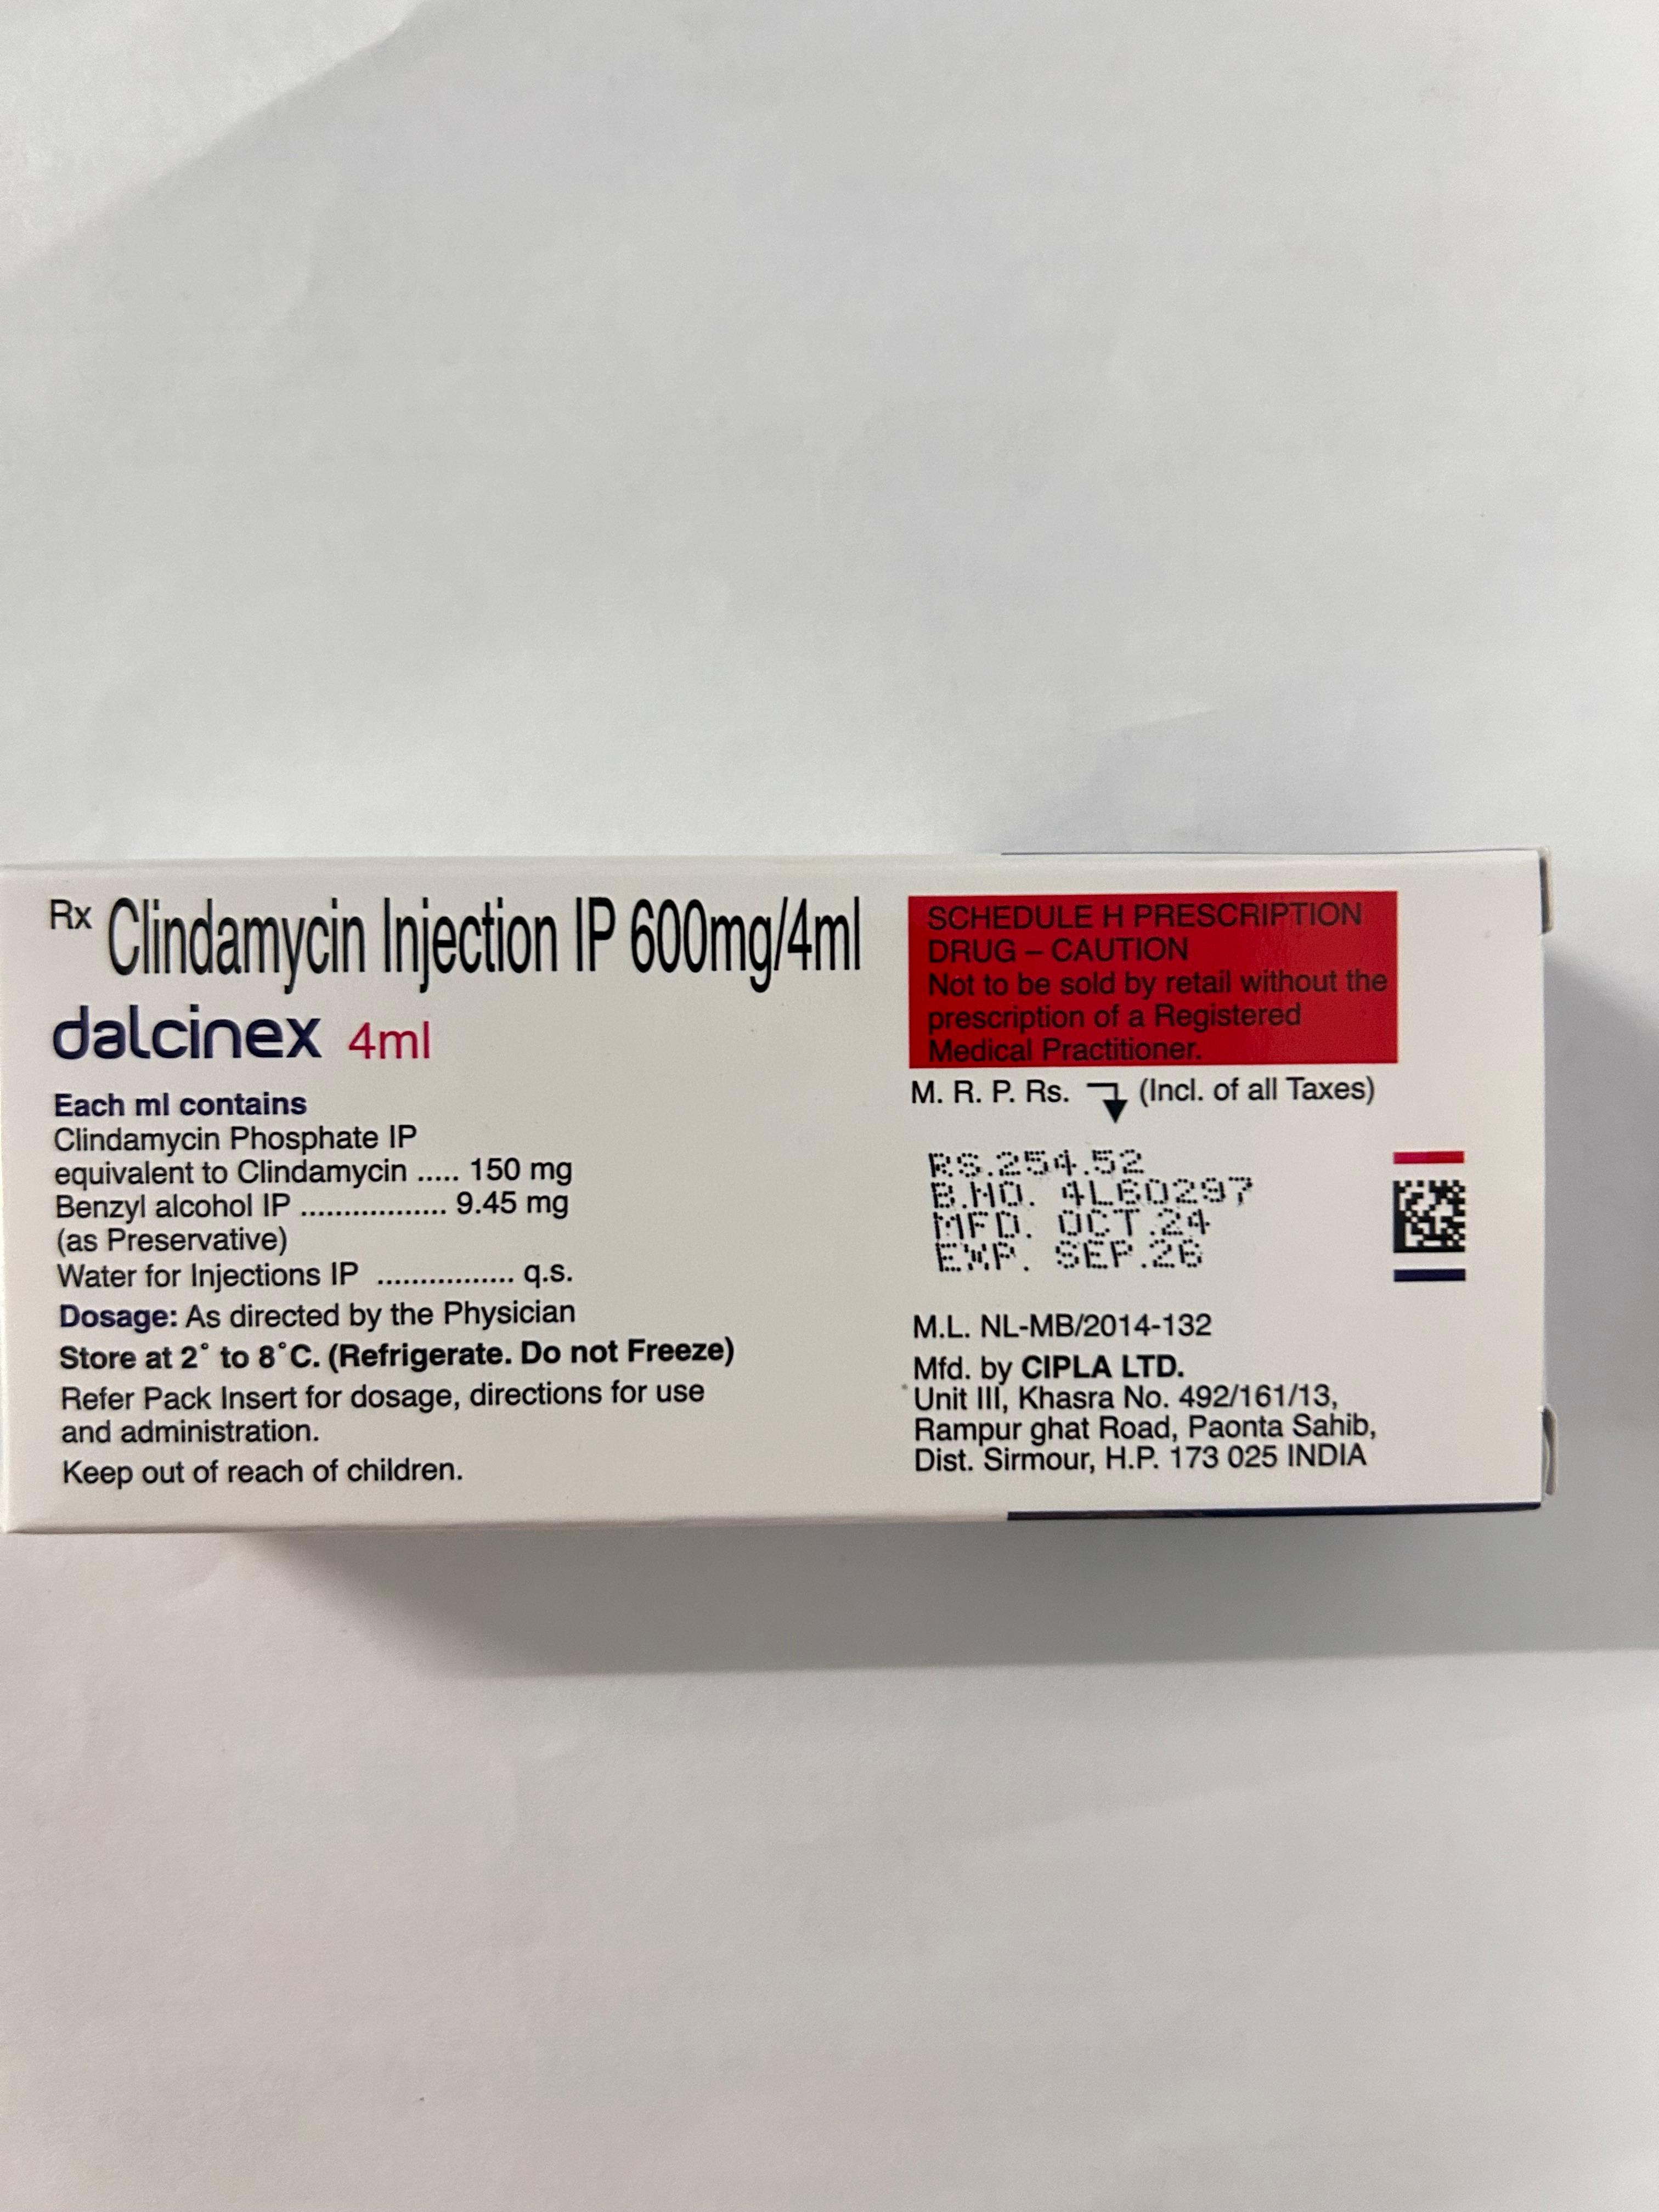 Rx Clindamycin Injection IP 600mg/4ml
dalcinex 4ml
Each ml contains
Clindamycin Phosphate IP
equivalent to Clindamycin ..... 150 mg
Benzyl alcohol IP ................. 9.45 mg
(as Preservative)
Water for Injections IP ................ q.s.
Dosage: As directed by the Physician
Store at 2° to 8°C. (Refrigerate. Do not Freeze)
Refer Pack Insert for dosage, directions for use
and administration.
Keep out of reach of children.
SCHEDULE H PRESCRIPTION
DRUG – CAUTION
Not to be sold by retail without the
prescription of a Registered
Medical Practitioner.
M. R. P. Rs. (Incl. of all Taxes)
RS.254.52
B.NO. 4L60297
MFD. OCT.24
EXP. SEP.26
M.L. NL-MB/2014-132
Mfd. by CIPLA LTD.
Unit III, Khasra No. 492/161/13,
Rampur ghat Road, Paonta Sahib,
Dist. Sirmour, H.P. 173 025 INDIA